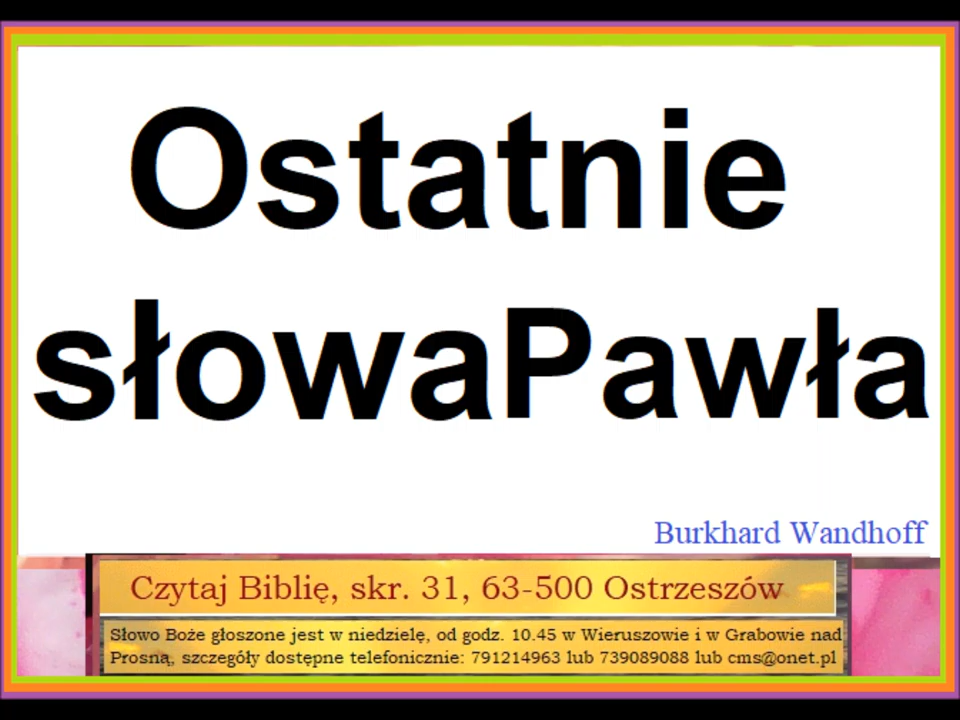 Ostatnie
słowaPawła
Burkhard Wandhoff
Czytaj Biblię, skr. 31, 63-500 Ostrzeszów
Słowo Boże głoszone jest w niedzielę, od godz. 10.45 w Wieruszowie i w Grabowie nad
Prosną, szczegóły dostępne telefonicznie: 791214963 lub 739089088 lub cms@onet.pl